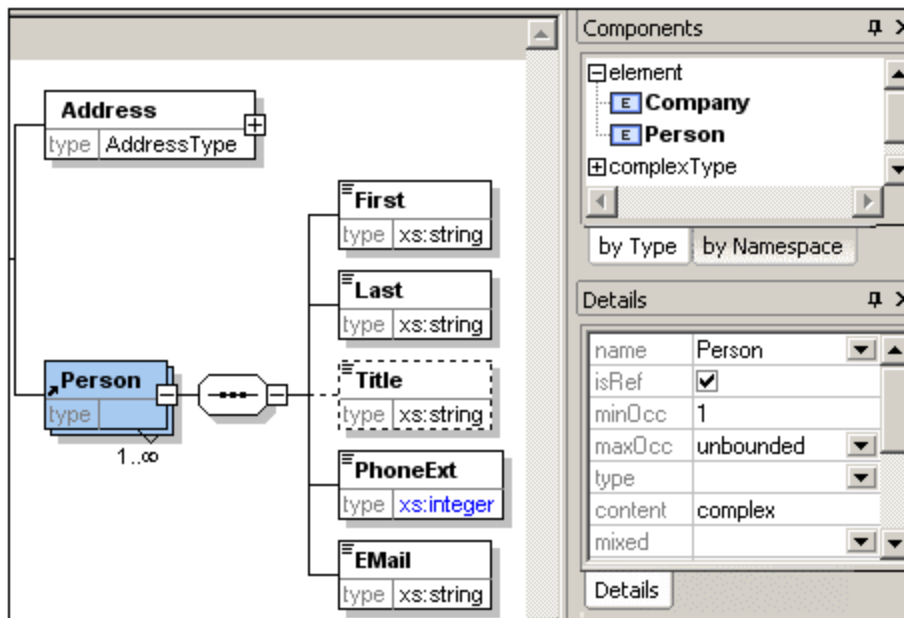 Address
type AddressType
First
type xs:string
Last
type xs:string
Person
type
1..∞
Title
type xs:string
PhoneExt
type xs:integer
EMail
type xs:string
Components
element
E Company
E Person
complexType
by Type by Namespace
Details
name Person
isRef
minOcc 1
maxOcc unbounded
type
content complex
mixed
Details